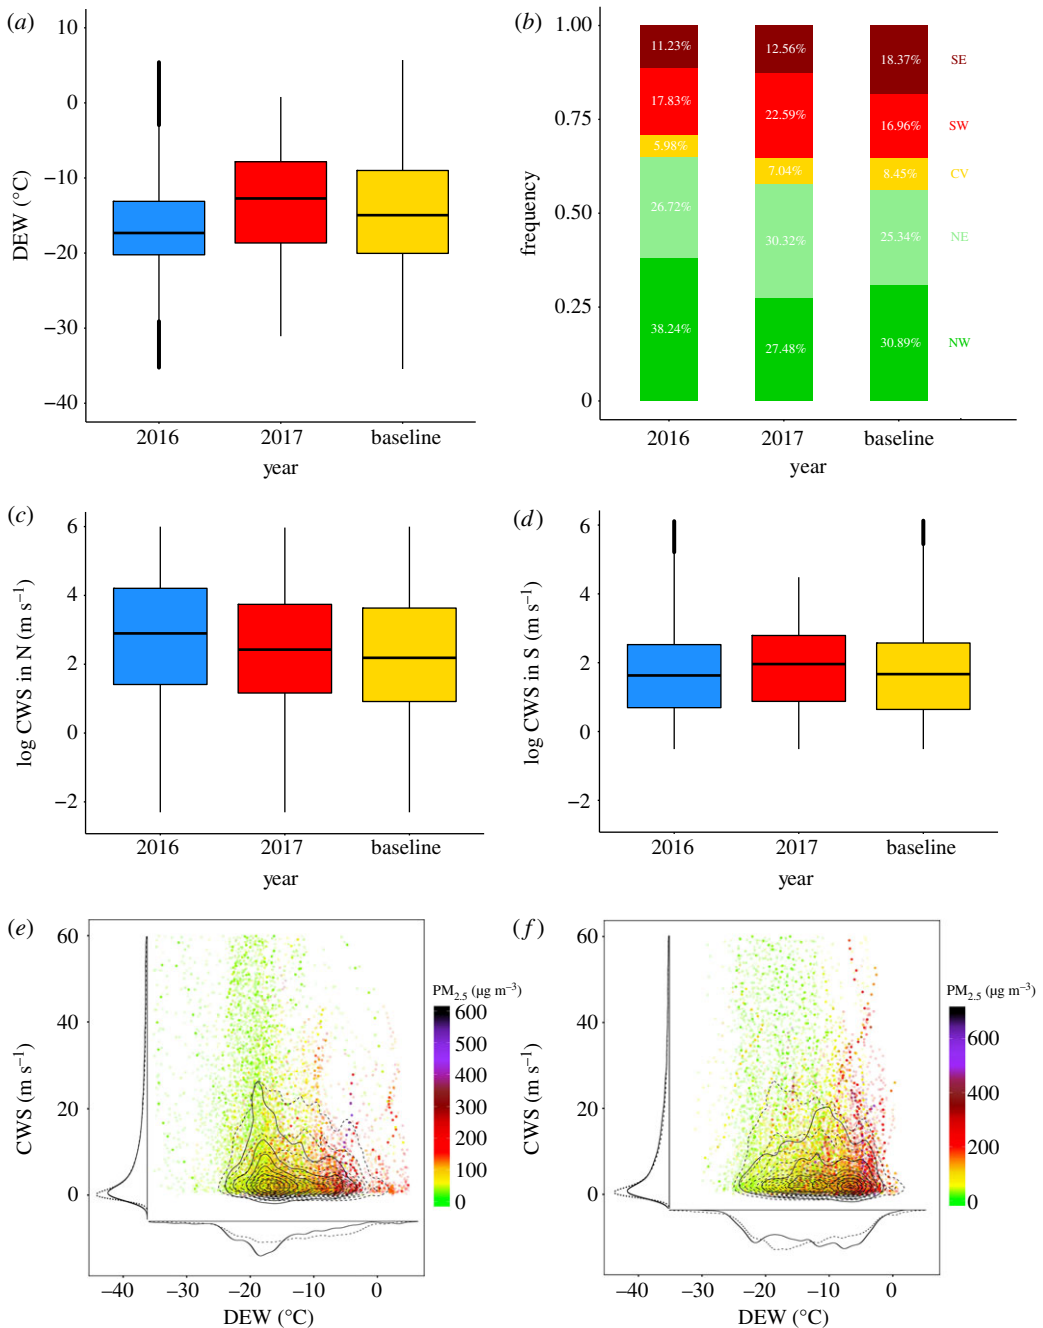 (a)
10
0
−10
−20
−30
−40
DEW (°C)
2016
2017
baseline
year
(b)
1.00
0.75
0.50
0.25
0
frequency
11.23%
17.83%
5.98%
26.72%
38.24%
12.56%
22.59%
7.04%
30.32%
27.48%
18.37%
16.96%
8.45%
25.34%
30.89%
SE
SW
CV
NE
NW
2016
2017
baseline
year
(c)
6
4
2
0
−2
log CWS in N (m s⁻¹)
2016
2017
baseline
year
(d)
6
4
2
0
−2
log CWS in S (m s⁻¹)
2016
2017
baseline
year
(e)
60
40
20
0
CWS (m s⁻¹)
−40
−30
−20
−10
0
DEW (°C)
PM₂.₅ (µg m⁻³)
600
500
400
300
200
100
0
(f)
60
40
20
0
CWS (m s⁻¹)
−40
−30
−20
−10
0
DEW (°C)
PM₂.₅ (µg m⁻³)
600
400
200
0